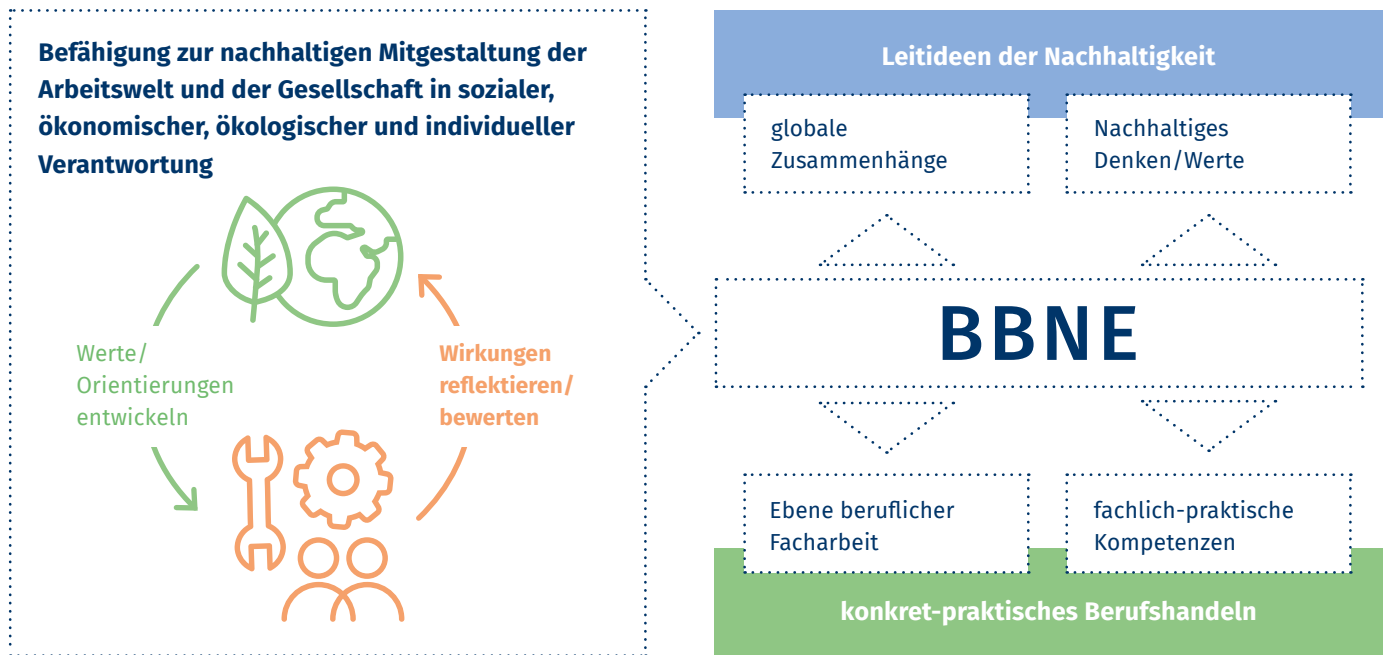 Befähigung zur nachhaltigen Mitgestaltung der
Arbeitswelt und der Gesellschaft in sozialer,
ökonomischer, ökologischer und individueller
Verantwortung
Werte/
Orientierungen
entwickeln
Wirkungen
reflektieren/
bewerten
Leitideen der Nachhaltigkeit
globale
Zusammenhänge
Nachhaltiges
Denken/Werte
BBNE
Ebene beruflicher
Facharbeit
fachlich-praktische
Kompetenzen
konkret-praktisches Berufshandeln